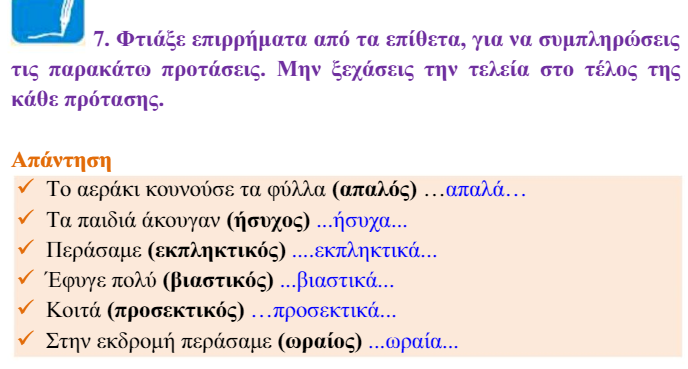 7. Φτιάξε επιρρήματα από τα επίθετα, για να συμπληρώσεις
τις παρακάτω προτάσεις. Μην ξεχάσεις την τελεία στο τέλος της
κάθε πρότασης.
Απάντηση
✓ Το αεράκι κουνούσε τα φύλλα (απαλός) …απαλά…
✓ Τα παιδιά άκουγαν (ήσυχος) ...ήσυχα...
✓ Περάσαμε (εκπληκτικός) ....εκπληκτικά...
✓ Έφυγε πολύ (βιαστικός) ...βιαστικά...
✓ Κοιτά (προσεκτικός) …προσεκτικά...
✓ Στην εκδρομή περάσαμε (ωραίος) ...ωραία...